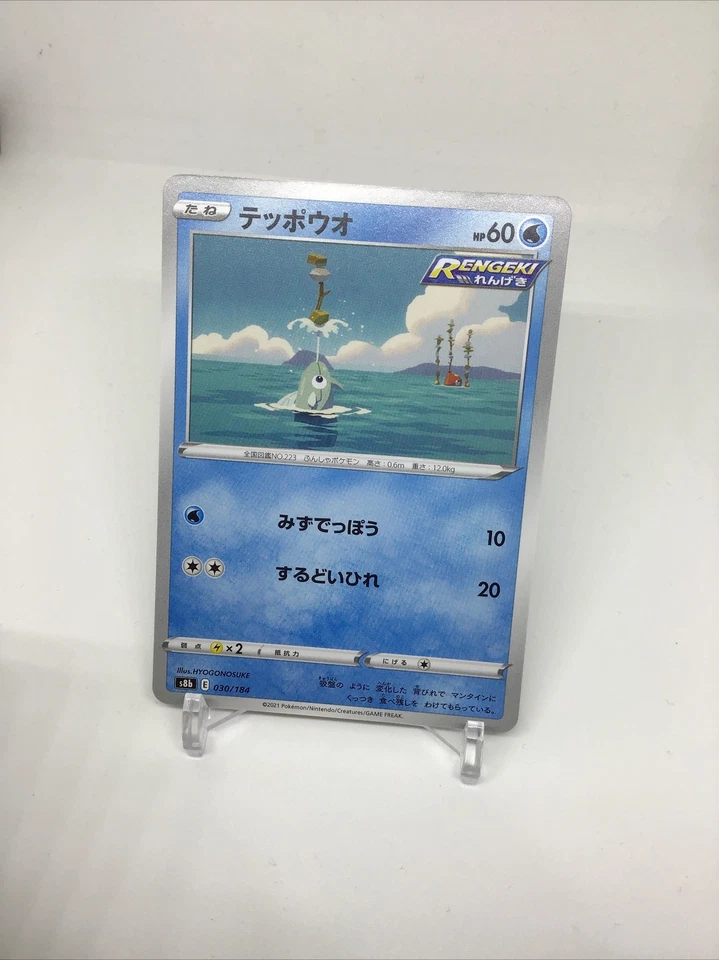 たね テッポウオ HP60
RENGEKI
れんげき
全国図鑑NO.223 ふんしゃポケモン 高さ:0.6m 重さ:12.0kg
みずでっぽう 10
するどいひれ 20
弱点 ×2 抵抗力 にげる
Illus.HYOGONOSUKE
s8b E 030/184
吸盤の ように 変化した 背びれで マンタインに
くっつき 食べ残しを わけてもらっている。
©2021 Pokémon/Nintendo/Creatures/GAME FREAK.